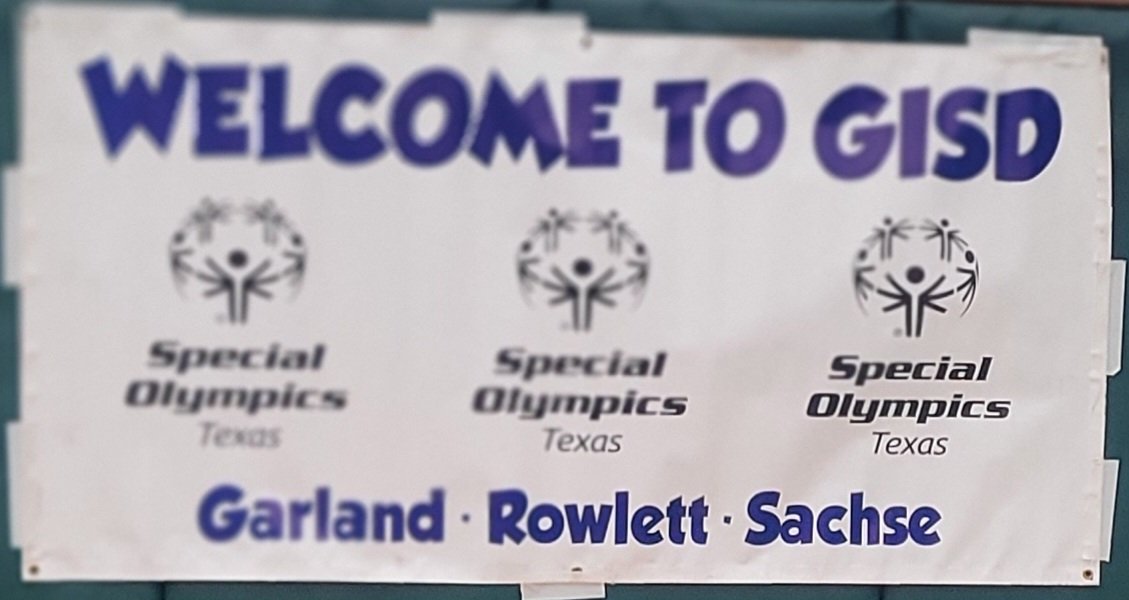 WELCOME TO GISD
Special Olympics Texas
Special Olympics Texas
Special Olympics Texas
Garland · Rowlett · Sachse